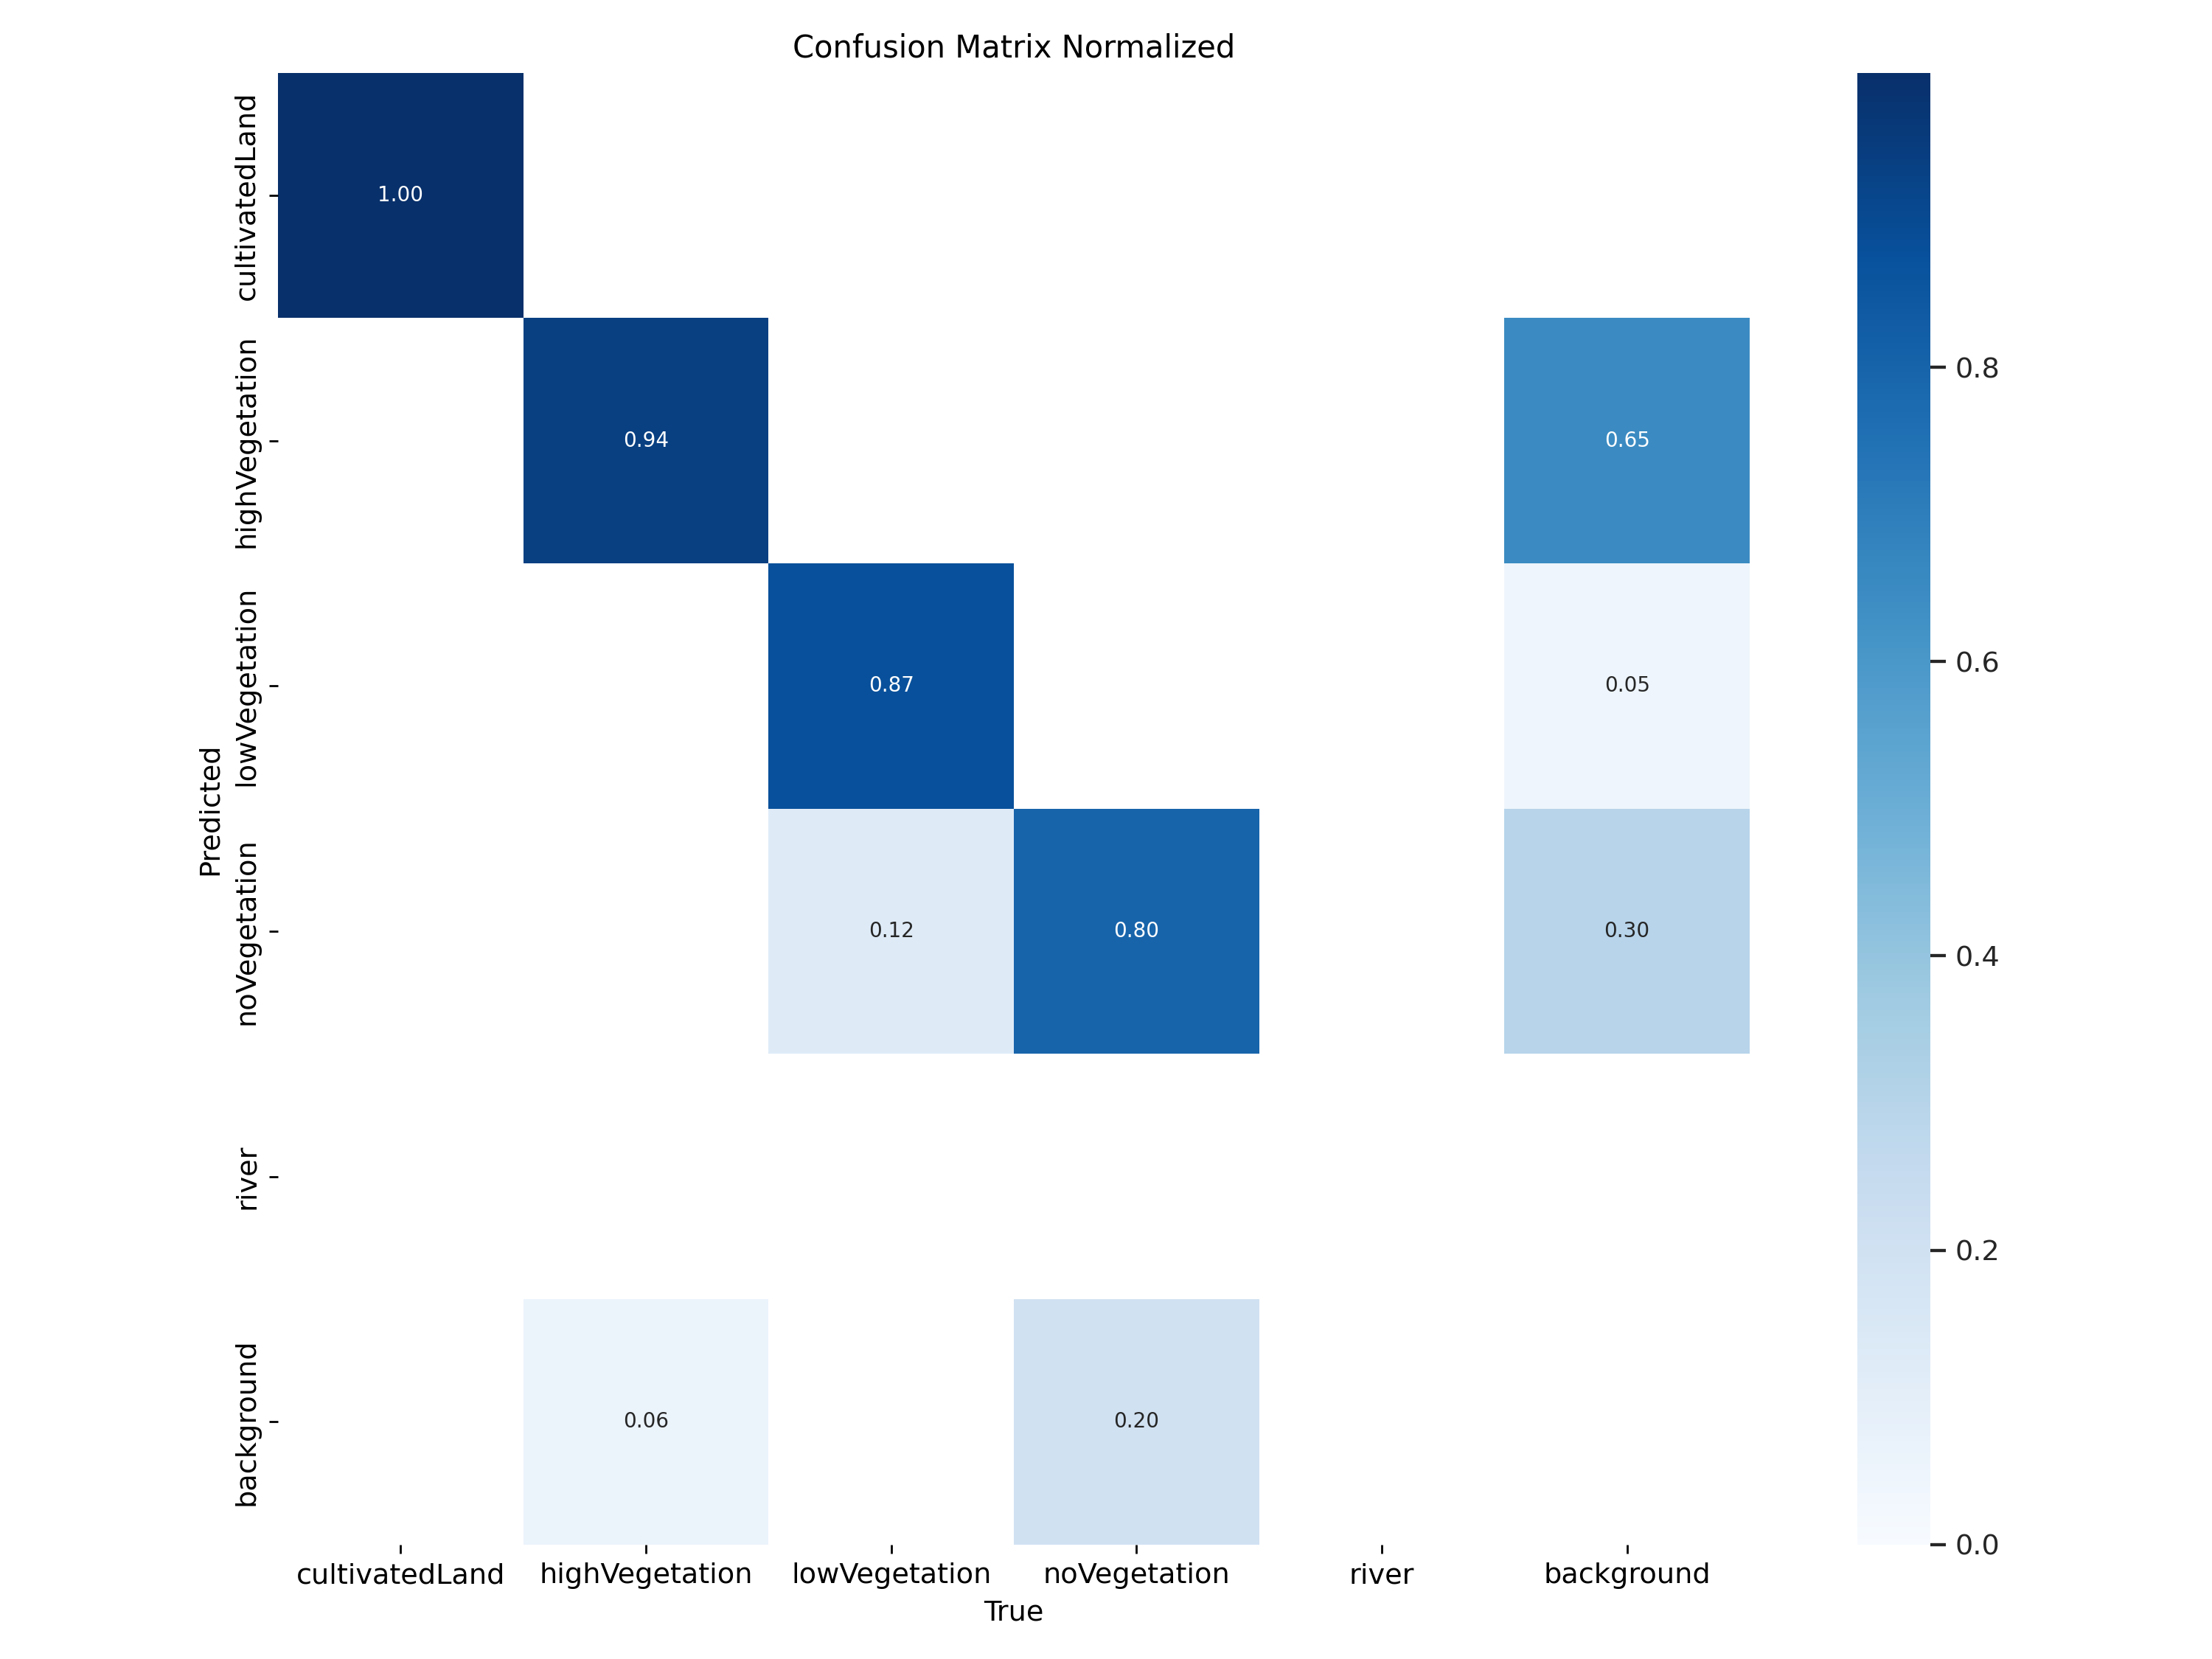 Confusion Matrix Normalized
Predicted
cultivatedLand
highVegetation
lowVegetation
noVegetation
river
background
1.00
0.94
0.65
0.87
0.05
0.12
0.80
0.30
0.06
0.20
cultivatedLand
highVegetation
lowVegetation
noVegetation
river
background
True
0.8
0.6
0.4
0.2
0.0